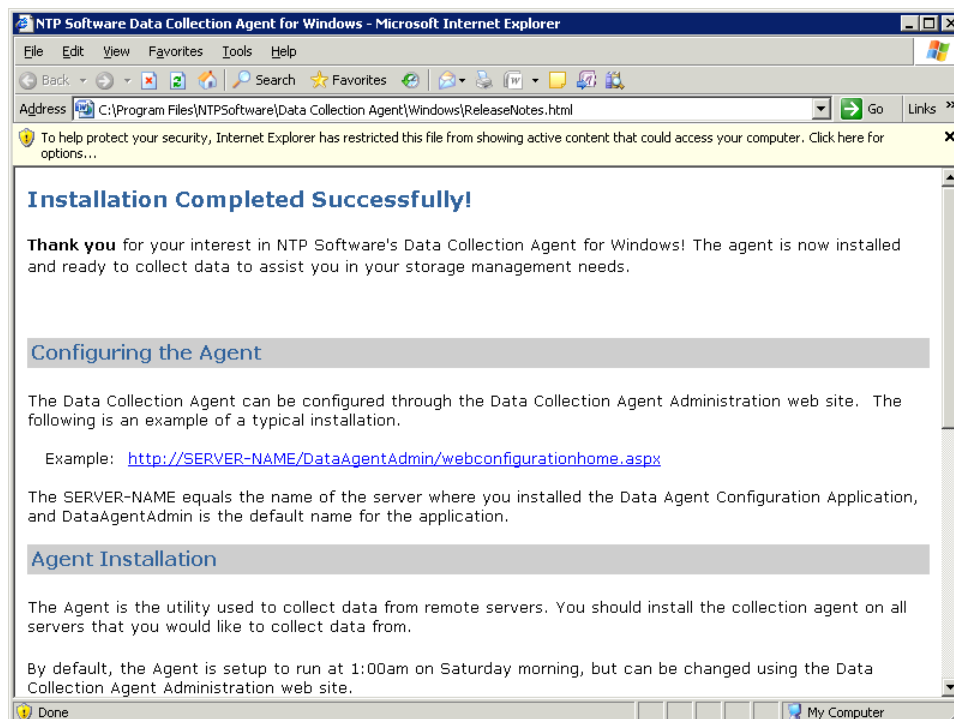 NTP Software Data Collection Agent for Windows - Microsoft Internet Explorer
File Edit View Favorites Tools Help
Back Search Favorites
Address C:\Program Files\NTPSoftware\Data Collection Agent\Windows\ReleaseNotes.html Go Links »
To help protect your security, Internet Explorer has restricted this file from showing active content that could access your computer. Click here for
options...
Installation Completed Successfully!
Thank you for your interest in NTP Software's Data Collection Agent for Windows! The agent is now installed
and ready to collect data to assist you in your storage management needs.
Configuring the Agent
The Data Collection Agent can be configured through the Data Collection Agent Administration web site.  The
following is an example of a typical installation.
Example: http://SERVER-NAME/DataAgentAdmin/webconfigurationhome.aspx
The SERVER-NAME equals the name of the server where you installed the Data Agent Configuration Application,
and DataAgentAdmin is the default name for the application.
Agent Installation
The Agent is the utility used to collect data from remote servers. You should install the collection agent on all
servers that you would like to collect data from.
By default, the Agent is setup to run at 1:00am on Saturday morning, but can be changed using the Data
Collection Agent Administration web site.
Done My Computer